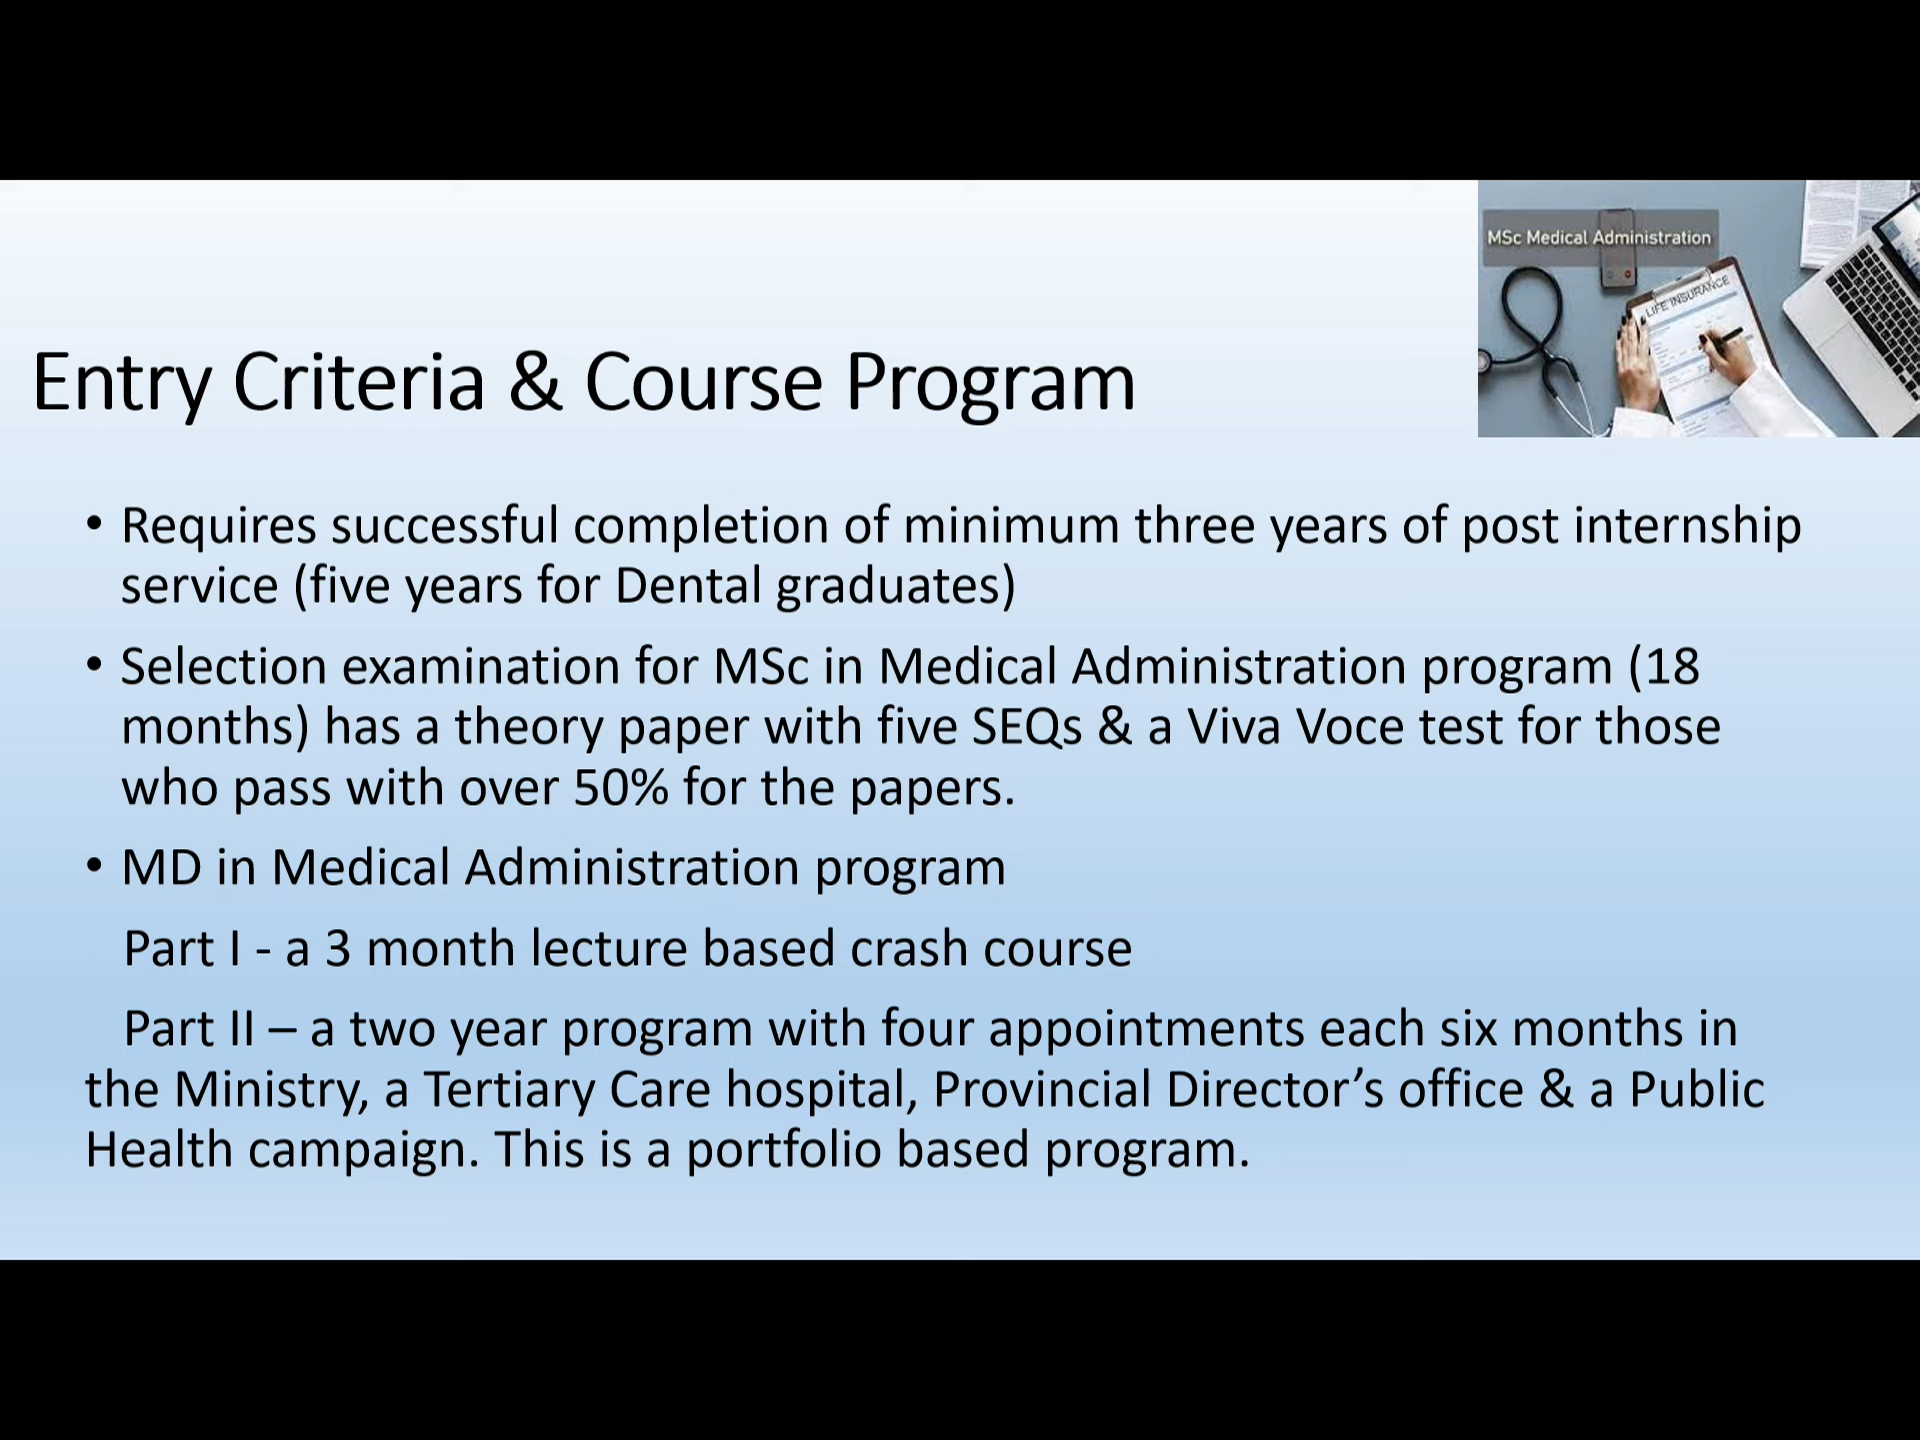 MSc Medical Administration
LIFE INSURANCE
Entry Criteria & Course Program
• Requires successful completion of minimum three years of post internship
service (five years for Dental graduates)
• Selection examination for MSc in Medical Administration program (18
months) has a theory paper with five SEQs & a Viva Voce test for those
who pass with over 50% for the papers.
• MD in Medical Administration program
Part I - a 3 month lecture based crash course
Part II – a two year program with four appointments each six months in
the Ministry, a Tertiary Care hospital, Provincial Director’s office & a Public
Health campaign. This is a portfolio based program.